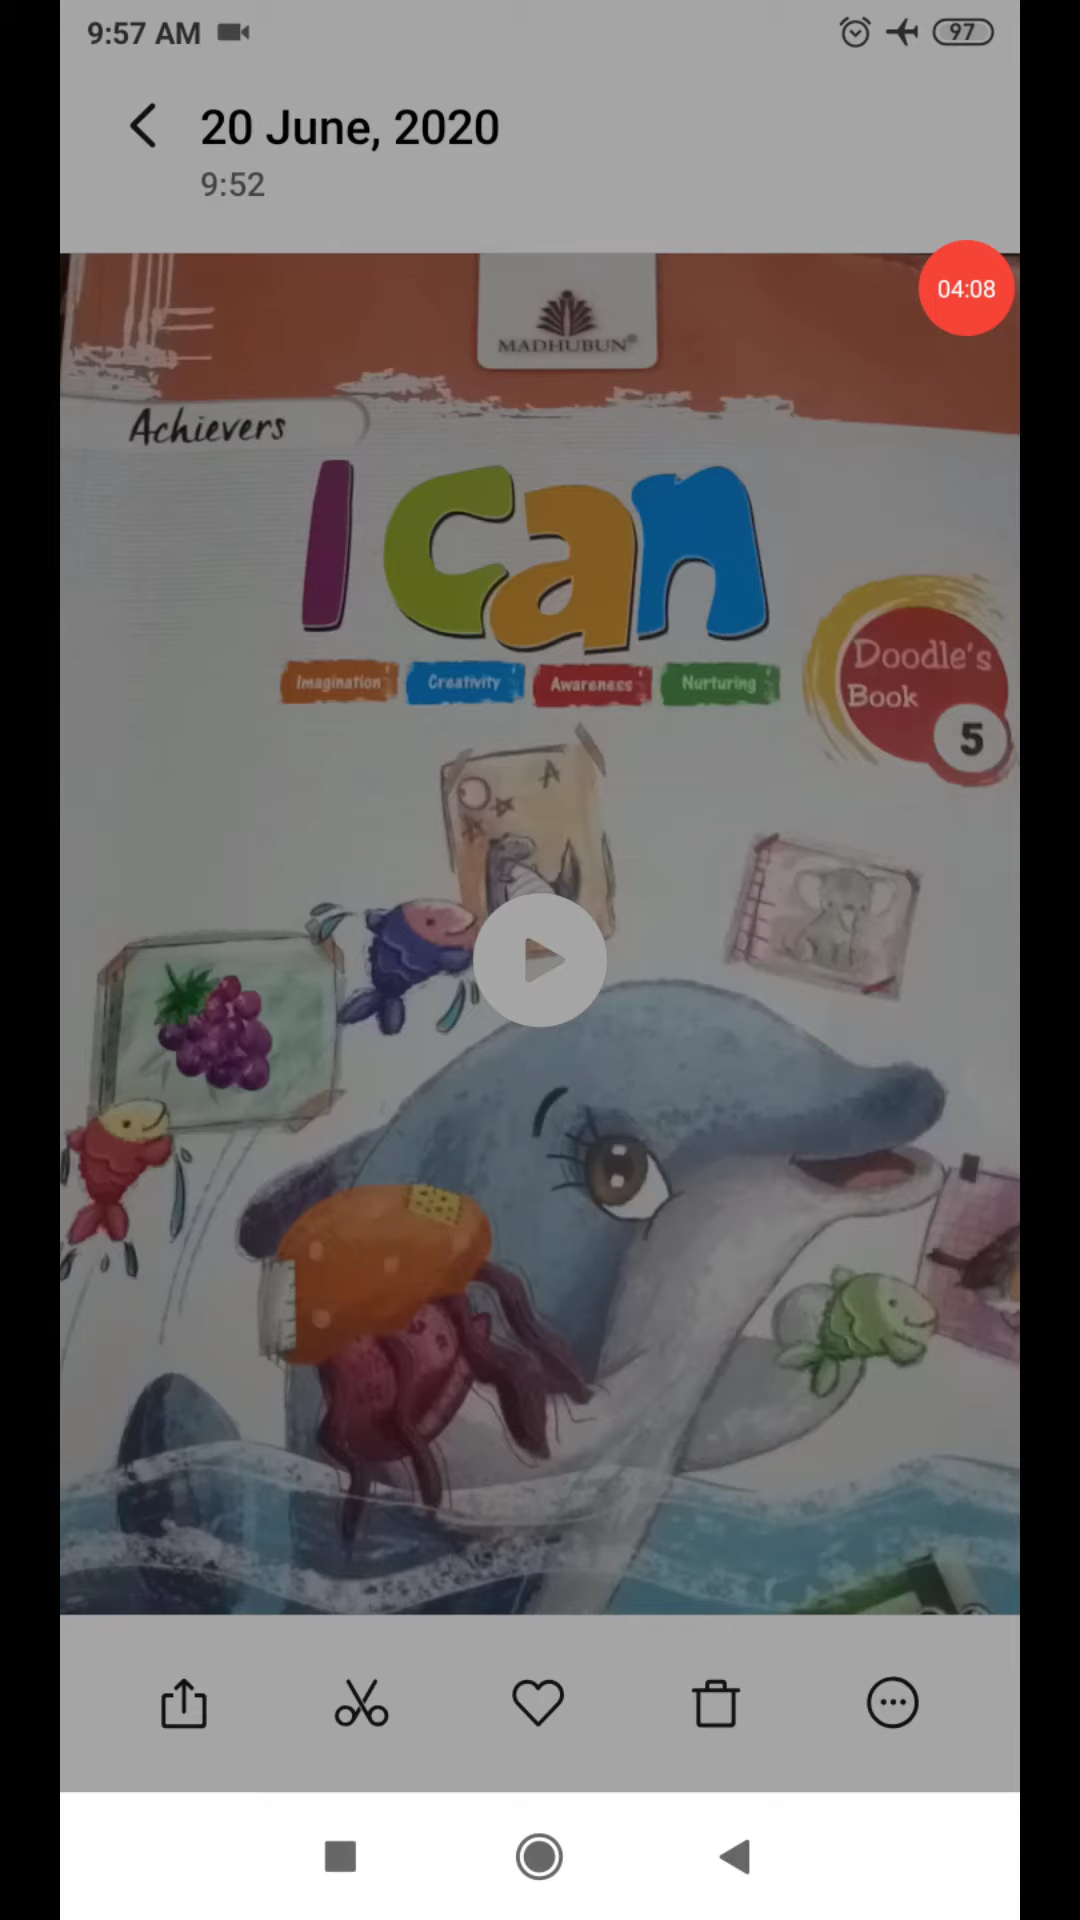 9:57 AM
97
20 June, 2020
9:52
04:08
MADHUBUN®
Achievers
I can
Imagination Creativity Awareness Nurturing
Doodle's
Book
5
A